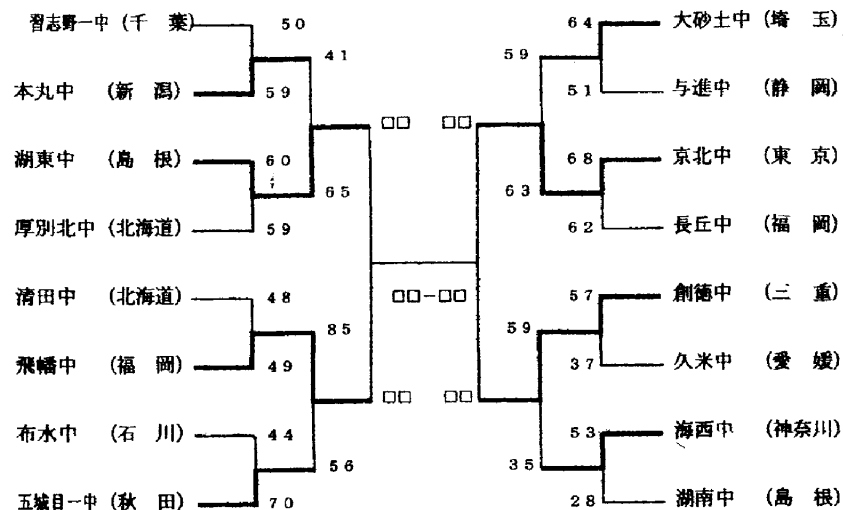 習志野一中 (千　葉) 50 64 大砂土中 (埼　玉)
41 59
本丸中 (新　潟) 59 51 与進中 (静　岡)
□□ □□
湖東中 (島　根) 60 68 京北中 (東　京)
65 63
厚別北中 (北海道) 59 62 長丘中 (福　岡)
清田中 (北海道) 48 □□-□□ 57 創徳中 (三　重)
85 59
飛幡中 (福　岡) 49 37 久米中 (愛　媛)
□□ □□
布水中 (石　川) 44 53 海西中 (神奈川)
56 35
五城目一中 (秋　田) 70 28 湖南中 (島　根)